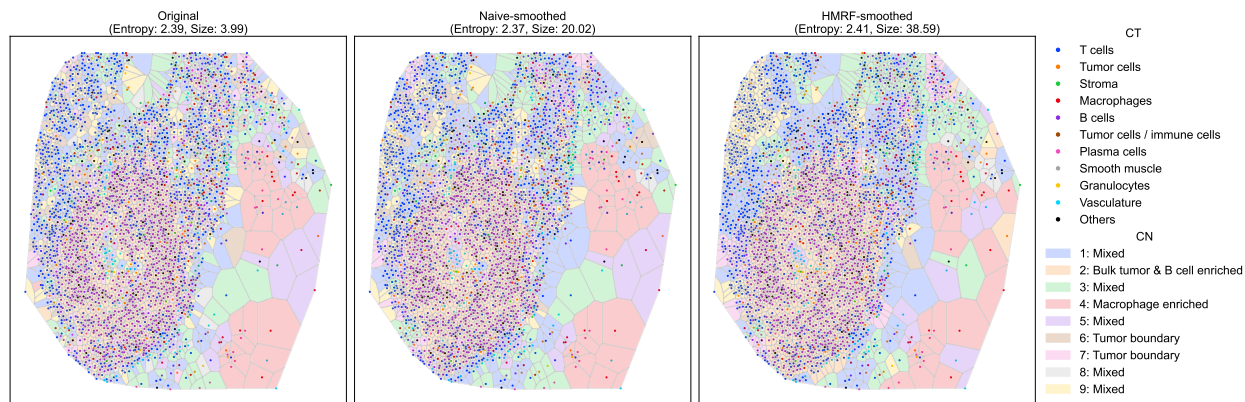 Original
(Entropy: 2.39, Size: 3.99)
Naive-smoothed
(Entropy: 2.37, Size: 20.02)
HMRF-smoothed
(Entropy: 2.41, Size: 38.59)
CT
T cells
Tumor cells
Stroma
Macrophages
B cells
Tumor cells / immune cells
Plasma cells
Smooth muscle
Granulocytes
Vasculature
Others
CN
1: Mixed
2: Bulk tumor & B cell enriched
3: Mixed
4: Macrophage enriched
5: Mixed
6: Tumor boundary
7: Tumor boundary
8: Mixed
9: Mixed